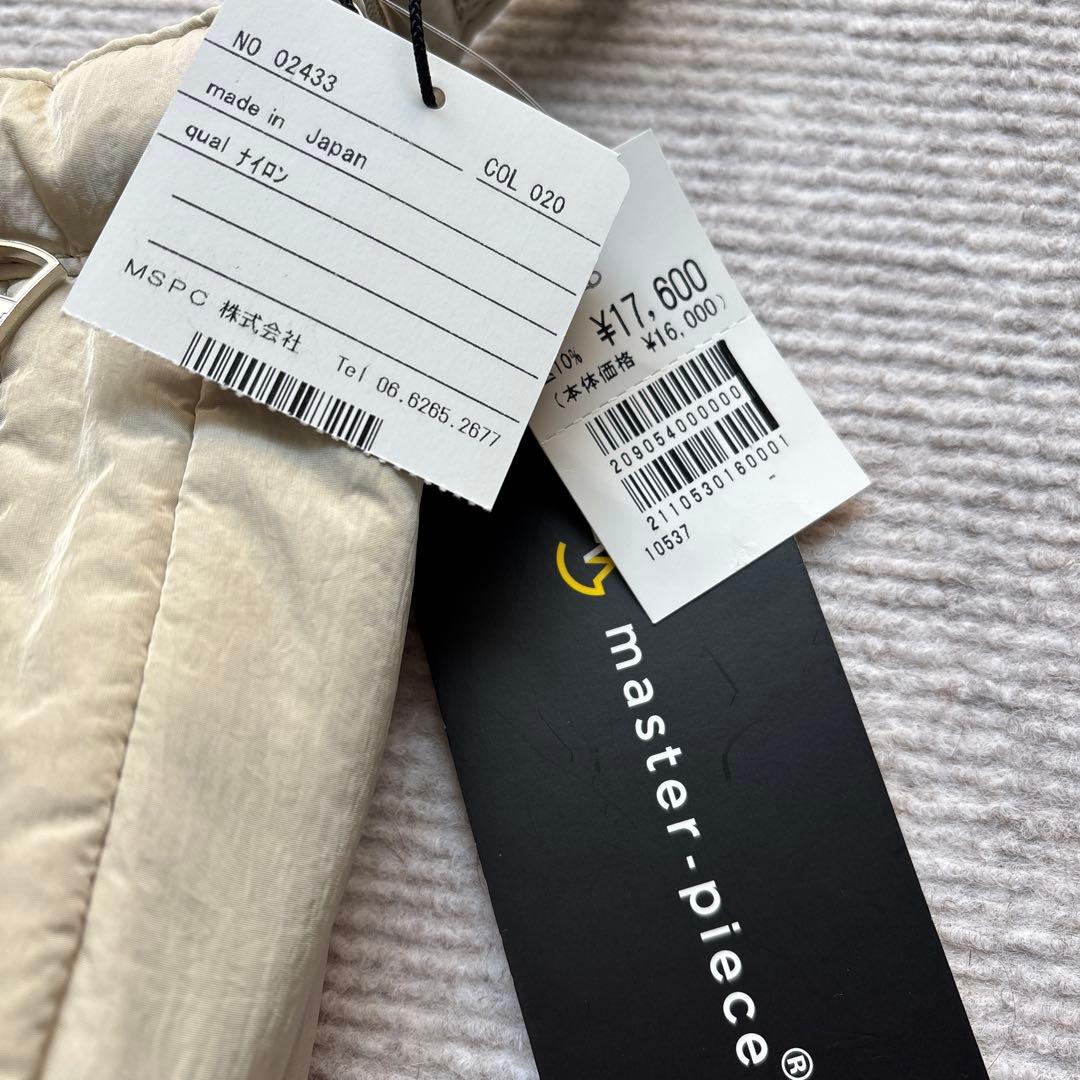 NO 02433
COL 020
made in Japan
qual ナイロン
MSPC 株式会社
Tel 06.6265.2677
¥17,600
10%
(本体価格 ¥16,000)
2090540000000
2110530160001
10537
master-piece®